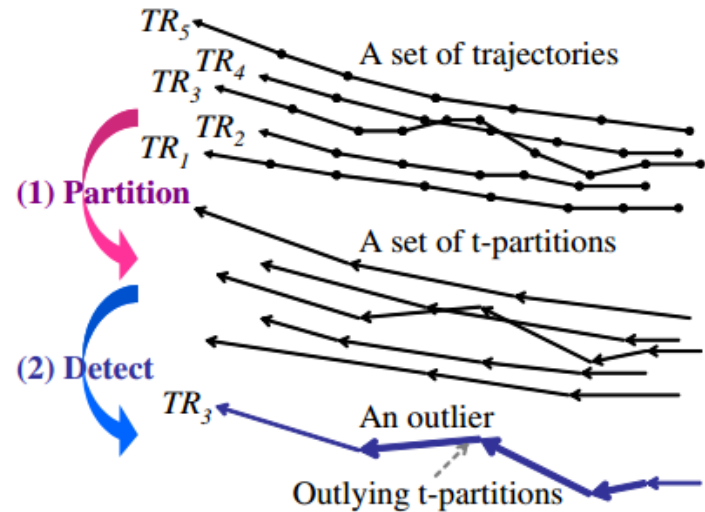 TR5
A set of trajectories
TR4
TR3
TR2
TR1
(1) Partition
A set of t-partitions
(2) Detect
TR3
An outlier
Outlying t-partitions